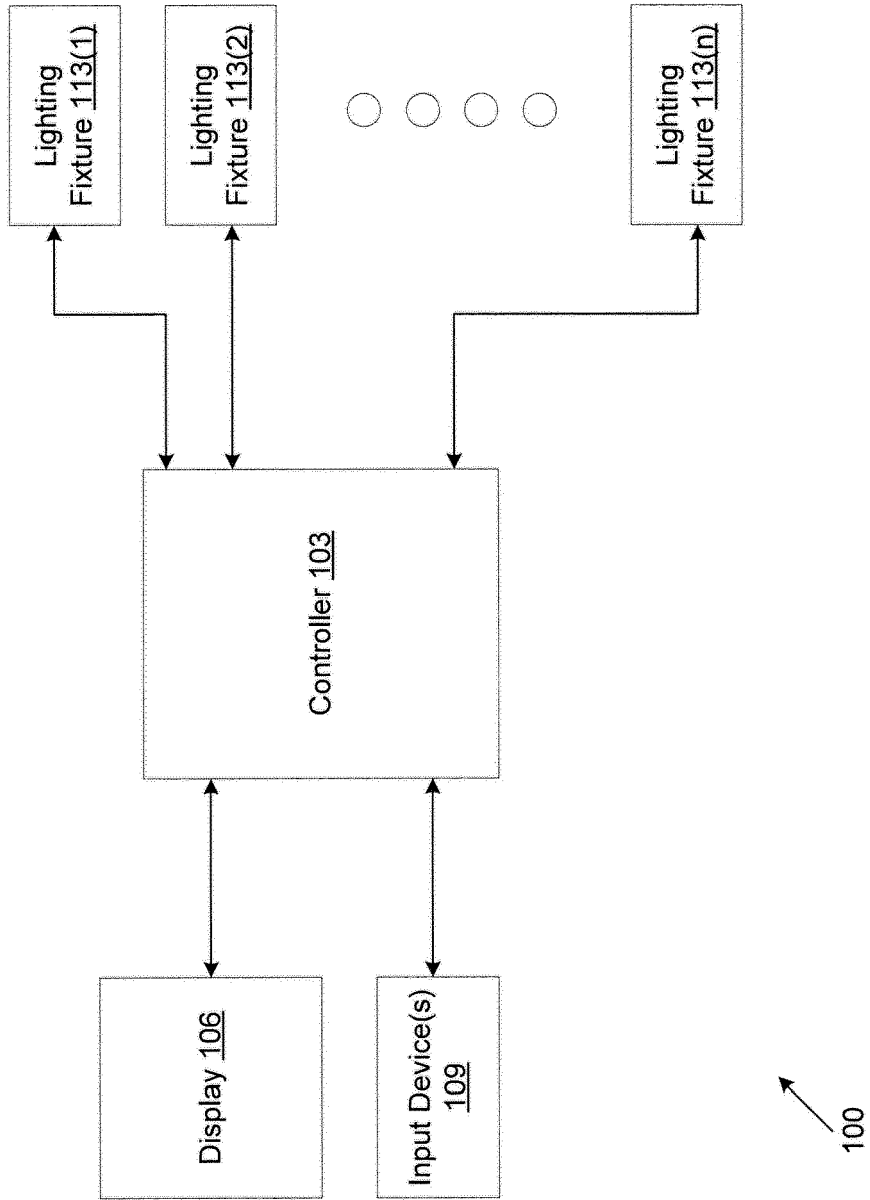 Display 106
Input Device(s)
109
Controller 103
Lighting
Fixture 113(1)
Lighting
Fixture 113(2)
Lighting
Fixture 113(n)
100